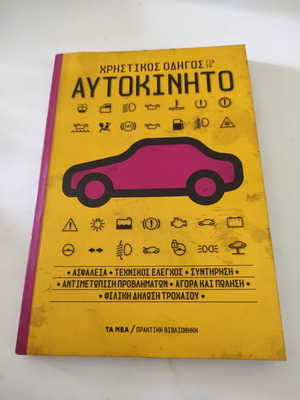 ΧΡΗΣΤΙΚΟΣ ΟΔΗΓΟΣ ΓΙΑ ΤΟ
ΑΥΤΟΚΙΝΗΤΟ
• ΑΣΦΑΛΕΙΑ • ΤΕΧΝΙΚΟΣ ΕΛΕΓΧΟΣ • ΣΥΝΤΗΡΗΣΗ
• ΑΝΤΙΜΕΤΩΠΙΣΗ ΠΡΟΒΛΗΜΑΤΩΝ • ΑΓΟΡΑ ΚΑΙ ΠΩΛΗΣΗ
• ΦΙΛΙΚΗ ΔΗΛΩΣΗ ΤΡΟΧΑΙΟΥ •
ΤΑ ΝΕΑ / ΠΡΑΚΤΙΚΗ ΒΙΒΛΙΟΘΗΚΗ